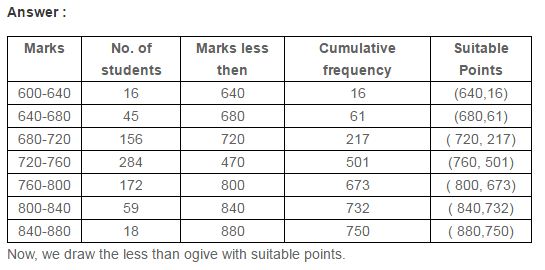 Answer :
Marks No. of students Marks less then Cumulative frequency Suitable Points
600-640 16 640 16 (640,16)
640-680 45 680 61 (680,61)
680-720 156 720 217 ( 720, 217)
720-760 284 470 501 (760, 501)
760-800 172 800 673 ( 800, 673)
800-840 59 840 732 ( 840,732)
840-880 18 880 750 ( 880,750)
Now, we draw the less than ogive with suitable points.